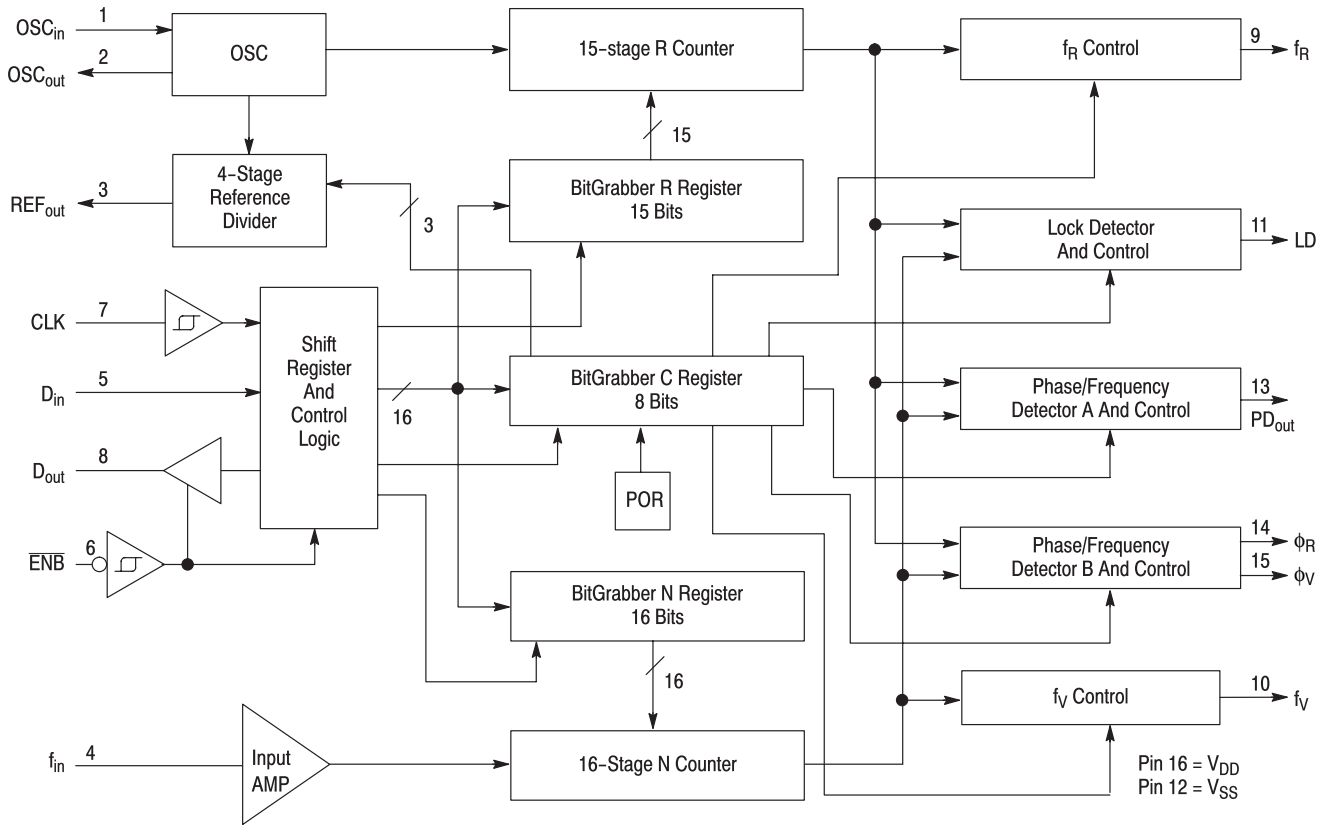 OSCin 1
OSCout 2
OSC
15–stage R Counter
fR Control
9 fR
15
4–Stage
Reference
Divider
REFout 3
3
BitGrabber R Register
15 Bits
Lock Detector
And Control
11 LD
CLK 7
Din 5
Dout 8
ENB 6
Shift
Register
And
Control
Logic
16
BitGrabber C Register
8 Bits
POR
Phase/Frequency
Detector A And Control
13
PDout
Phase/Frequency
Detector B And Control
14 ϕR
15 ϕV
BitGrabber N Register
16 Bits
16
fV Control
10 fV
fin 4
Input
AMP
16–Stage N Counter
Pin 16 = VDD
Pin 12 = VSS